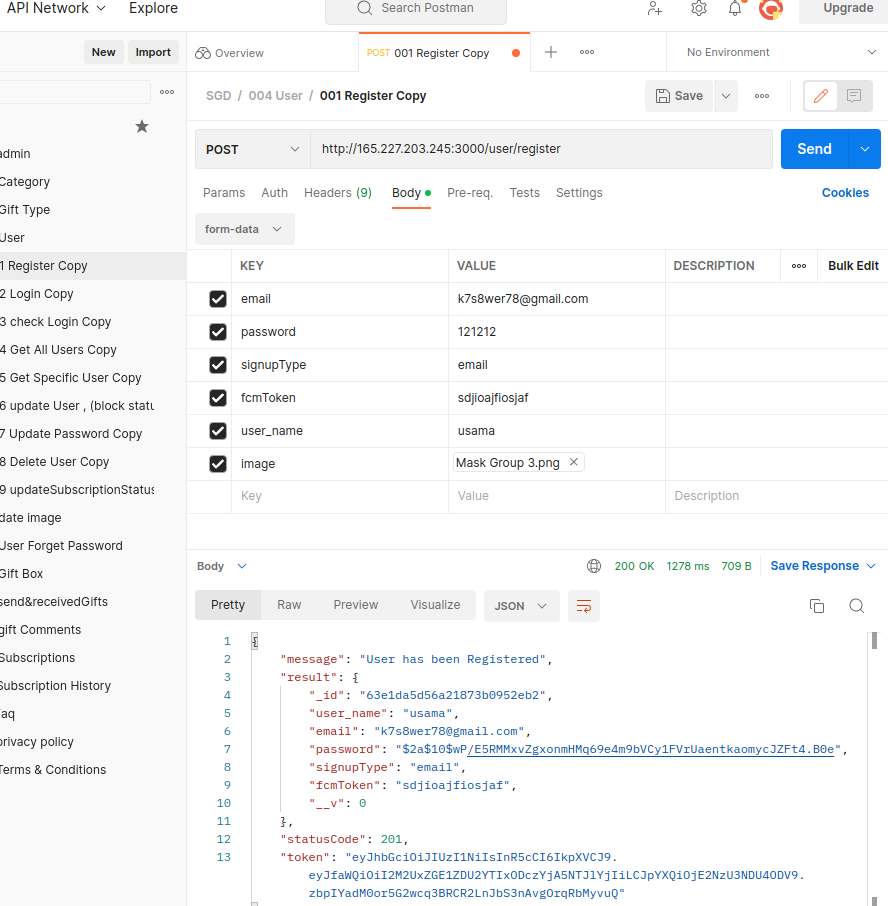 API Network Explore Search Postman Upgrade
New Import Overview POST 001 Register Copy No Environment
SGD / 004 User / 001 Register Copy Save
admin
Category
Gift Type
User
1 Register Copy
2 Login Copy
3 check Login Copy
4 Get All Users Copy
5 Get Specific User Copy
6 update User , (block statu
7 Update Password Copy
8 Delete User Copy
9 updateSubscriptionStatus
date image
User Forget Password
Gift Box
send&receivedGifts
gift Comments
Subscriptions
Subscription History
aq
privacy policy
Terms & Conditions
POST http://165.227.203.245:3000/user/register Send
Params Auth Headers (9) Body Pre-req. Tests Settings Cookies
form-data
KEY VALUE DESCRIPTION Bulk Edit
email k7s8wer78@gmail.com
password 121212
signupType email
fcmToken sdjioajfiosjaf
user_name usama
image Mask Group 3.png
Key Value Description
Body 200 OK 1278 ms 709 B Save Response
Pretty Raw Preview Visualize JSON
1 {
2 "message": "User has been Registered",
3 "result": {
4 "_id": "63e1da5d56a21873b0952eb2",
5 "user_name": "usama",
6 "email": "k7s8wer78@gmail.com",
7 "password": "$2a$10$wP/E5RMMxvZgxonmHMq69e4m9bVCy1FVrUaentkaomycJZFt4.B0e",
8 "signupType": "email",
9 "fcmToken": "sdjioajfiosjaf",
10 "__v": 0
11 },
12 "statusCode": 201,
13 "token": "eyJhbGciOiJIUzI1NiIsInR5cCI6IkpXVCJ9.
eyJfaWQiOiI2M2UxZGE1ZDU2YTIxODczYjA5NTJlYjIiLCJpYXQiOjE2NzU3NDU4ODV9.
zbpIYadM0or5G2wcq3BRCR2LnJbS3nAvgOrqRbMyvuQ"